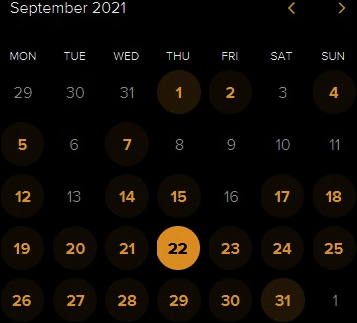 September 2021
MON TUE WED THU FRI SAT SUN
29 30 31 1 2 3 4
5 6 7 8 9 10 11
12 13 14 15 16 17 18
19 20 21 22 23 24 25
26 27 28 29 30 31 1